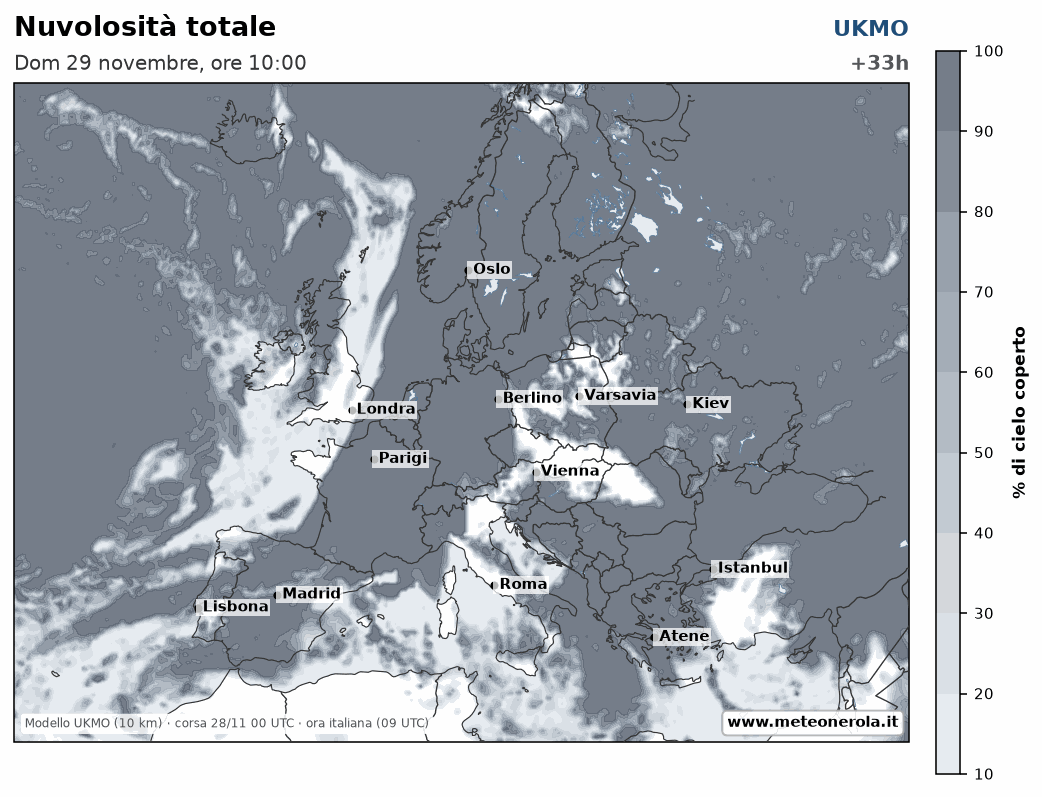 Nuvolosità totale
UKMO
Dom 29 novembre, ore 10:00
+33h
100
90
80
70
60
50
40
30
20
10
% di cielo coperto
Oslo
Londra
Berlino
Varsavia
Kiev
Parigi
Vienna
Istanbul
Roma
Madrid
Lisbona
Atene
Modello UKMO (10 km) · corsa 28/11 00 UTC · ora italiana (09 UTC)
www.meteonerola.it